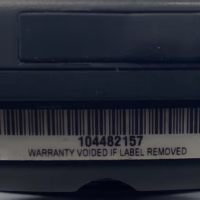 104482157
WARRANTY VOIDED IF LABEL REMOVED